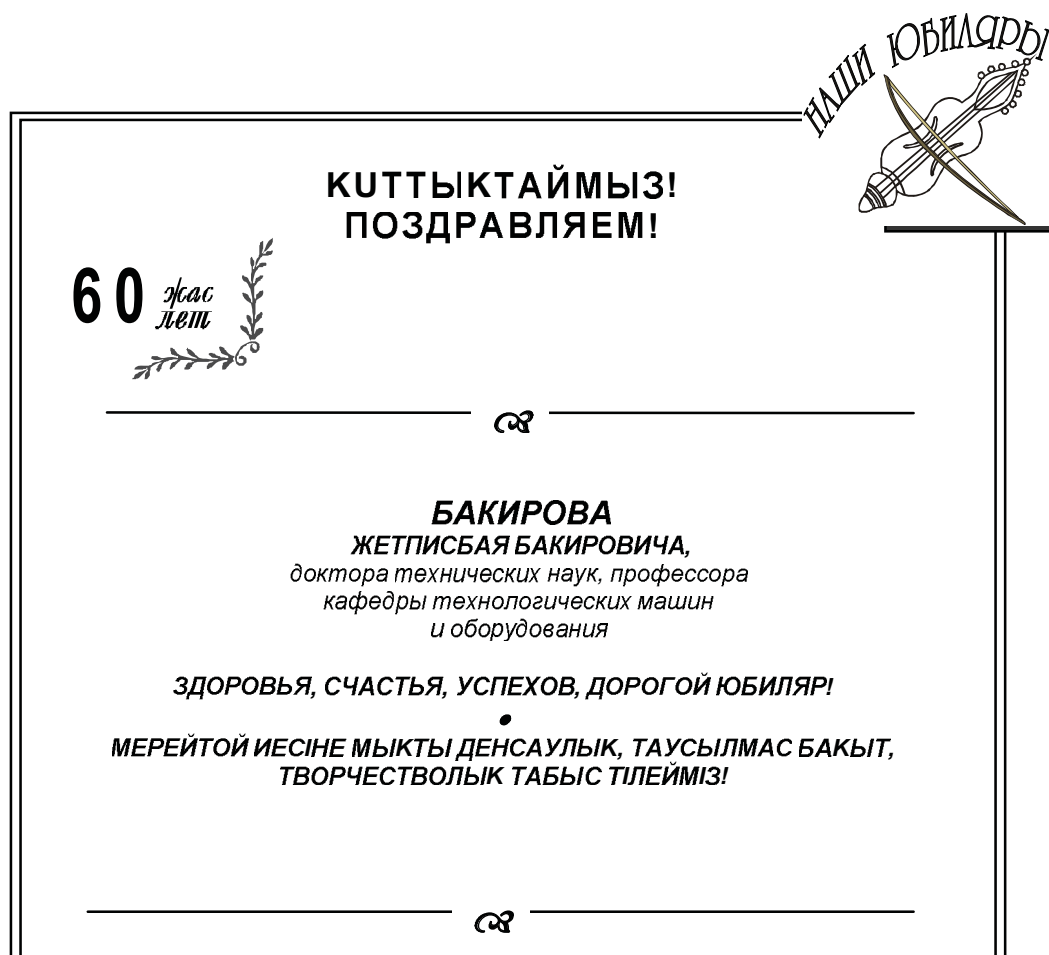 НАШИ ЮБИЛЯРЫ
КUТТЫКТАЙМЫЗ!
ПОЗДРАВЛЯЕМ!
60 жас
лет
БАКИРОВА
ЖЕТПИСБАЯ БАКИРОВИЧА,
доктора технических наук, профессора
кафедры технологических машин
и оборудования
ЗДОРОВЬЯ, СЧАСТЬЯ, УСПЕХОВ, ДОРОГОЙ ЮБИЛЯР!
МЕРЕЙТОЙ ИЕСІНЕ МЫКТЫ ДЕНСАУЛЫК, ТАУСЫЛМАС БАКЫТ,
ТВОРЧЕСТВОЛЫК ТАБЫС ТІЛЕЙМІЗ!